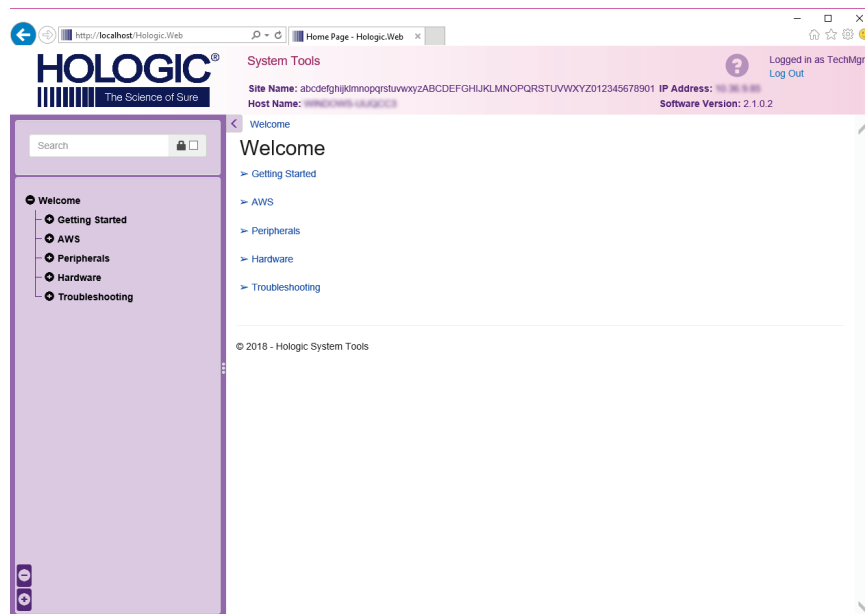 http://localhost/Hologic.Web
Home Page - Hologic.Web
HOLOGIC®
The Science of Sure
System Tools
Logged in as TechMgr
Log Out
Site Name: abcdefghijklmnopqrstuvwxyzABCDEFGHIJKLMNOPQRSTUVWXYZ012345678901 IP Address:
Host Name: Software Version: 2.1.0.2
Search
Welcome
Getting Started
AWS
Peripherals
Hardware
Troubleshooting
Welcome
Welcome
➢ Getting Started
➢ AWS
➢ Peripherals
➢ Hardware
➢ Troubleshooting
© 2018 - Hologic System Tools